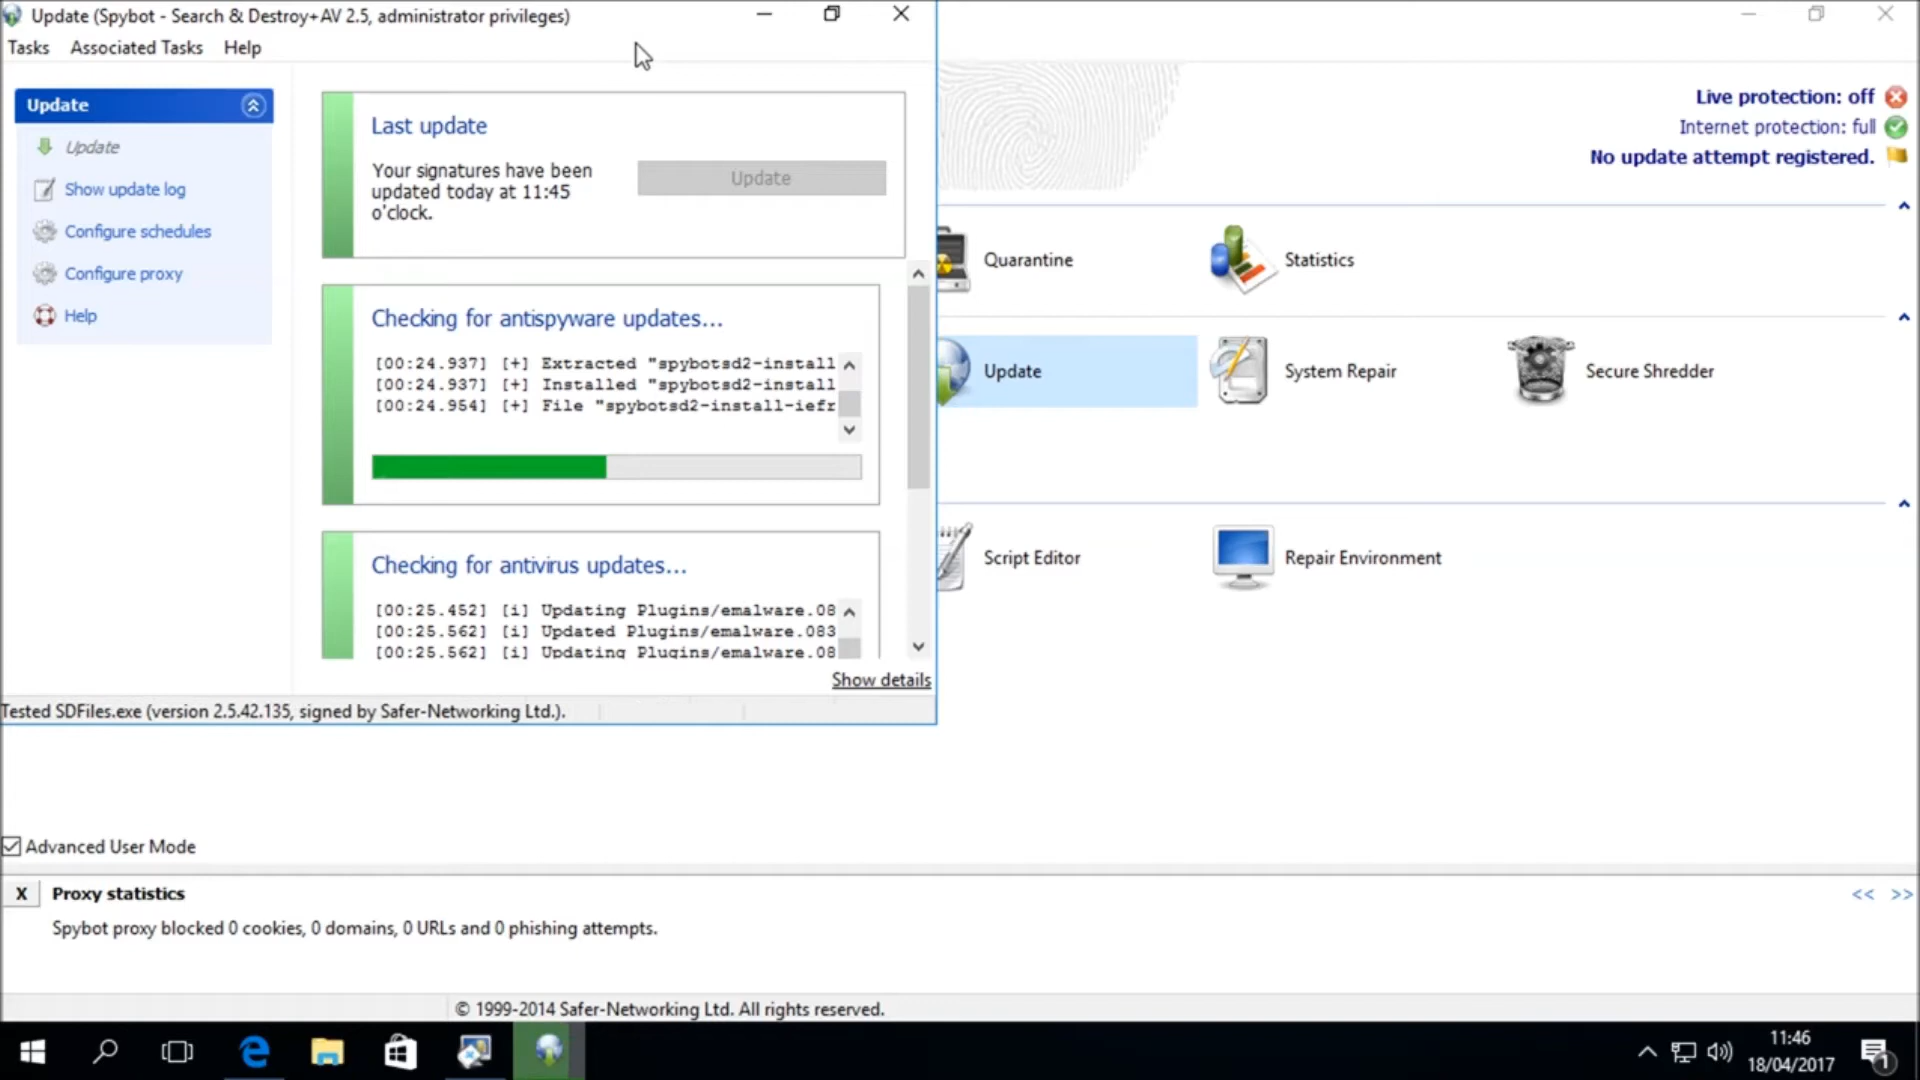 Update (Spybot - Search & Destroy+AV 2.5, administrator privileges)
Tasks Associated Tasks Help
Update
Update
Show update log
Configure schedules
Configure proxy
Help
Last update
Your signatures have been
updated today at 11:45
o'clock.
Update
Checking for antispyware updates...
[00:24.937] [+] Extracted "spybotsd2-install
[00:24.937] [+] Installed "spybotsd2-install
[00:24.954] [+] File "spybotsd2-install-iefr
Checking for antivirus updates...
[00:25.452] [i] Updating Plugins/emalware.08
[00:25.562] [i] Updated Plugins/emalware.083
[00:25.562] [i] Updating Plugins/emalware.08
Show details
Tested SDFiles.exe (version 2.5.42.135, signed by Safer-Networking Ltd.).
Live protection: off
Internet protection: full
No update attempt registered.
Quarantine
Statistics
Update
System Repair
Secure Shredder
Script Editor
Repair Environment
Advanced User Mode
X Proxy statistics
<< >>
Spybot proxy blocked 0 cookies, 0 domains, 0 URLs and 0 phishing attempts.
© 1999-2014 Safer-Networking Ltd. All rights reserved.
11:46
18/04/2017
1